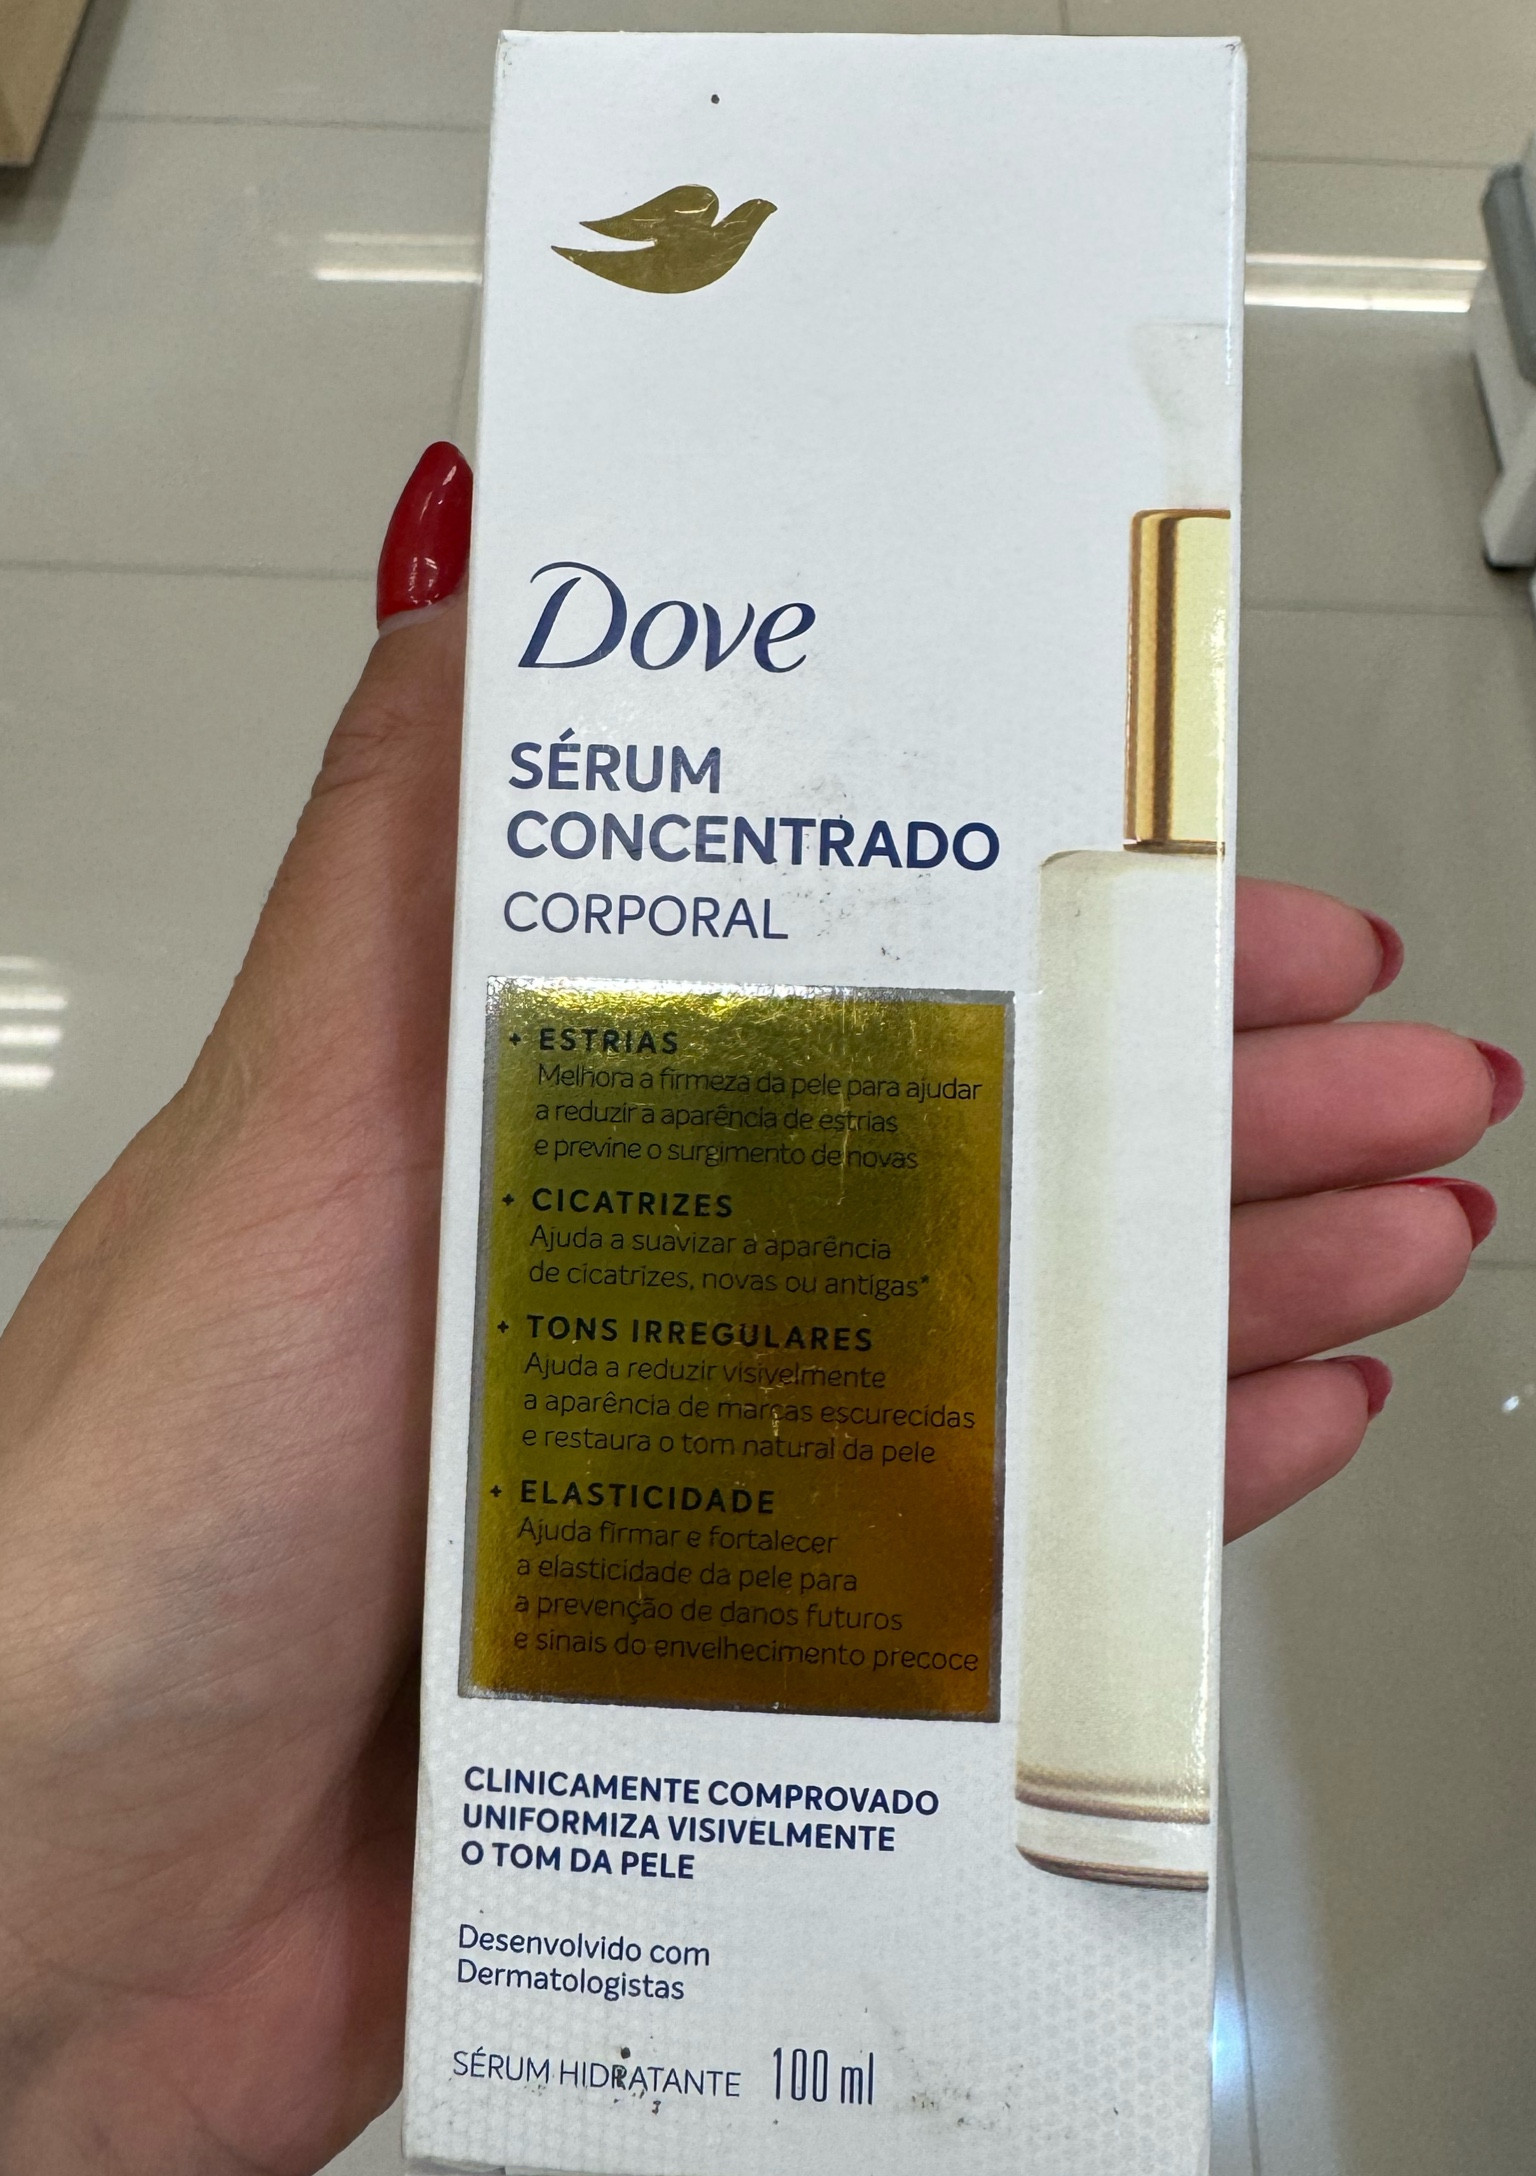 Dove
SÉRUM
CONCENTRADO
CORPORAL
+ ESTRIAS
Melhora a firmeza da pele para ajudar
a reduzir a aparência de estrias
e previne o surgimento de novas
+ CICATRIZES
Ajuda a suavizar a aparência
de cicatrizes, novas ou antigas*
+ TONS IRREGULARES
Ajuda a reduzir visivelmente
a aparência de marcas escurecidas
e restaura o tom natural da pele
+ ELASTICIDADE
Ajuda firmar e fortalecer
a elasticidade da pele para
a prevenção de danos futuros
e sinais do envelhecimento precoce
CLINICAMENTE COMPROVADO
UNIFORMIZA VISIVELMENTE
O TOM DA PELE
Desenvolvido com
Dermatologistas
SÉRUM HIDRATANTE 100 ml